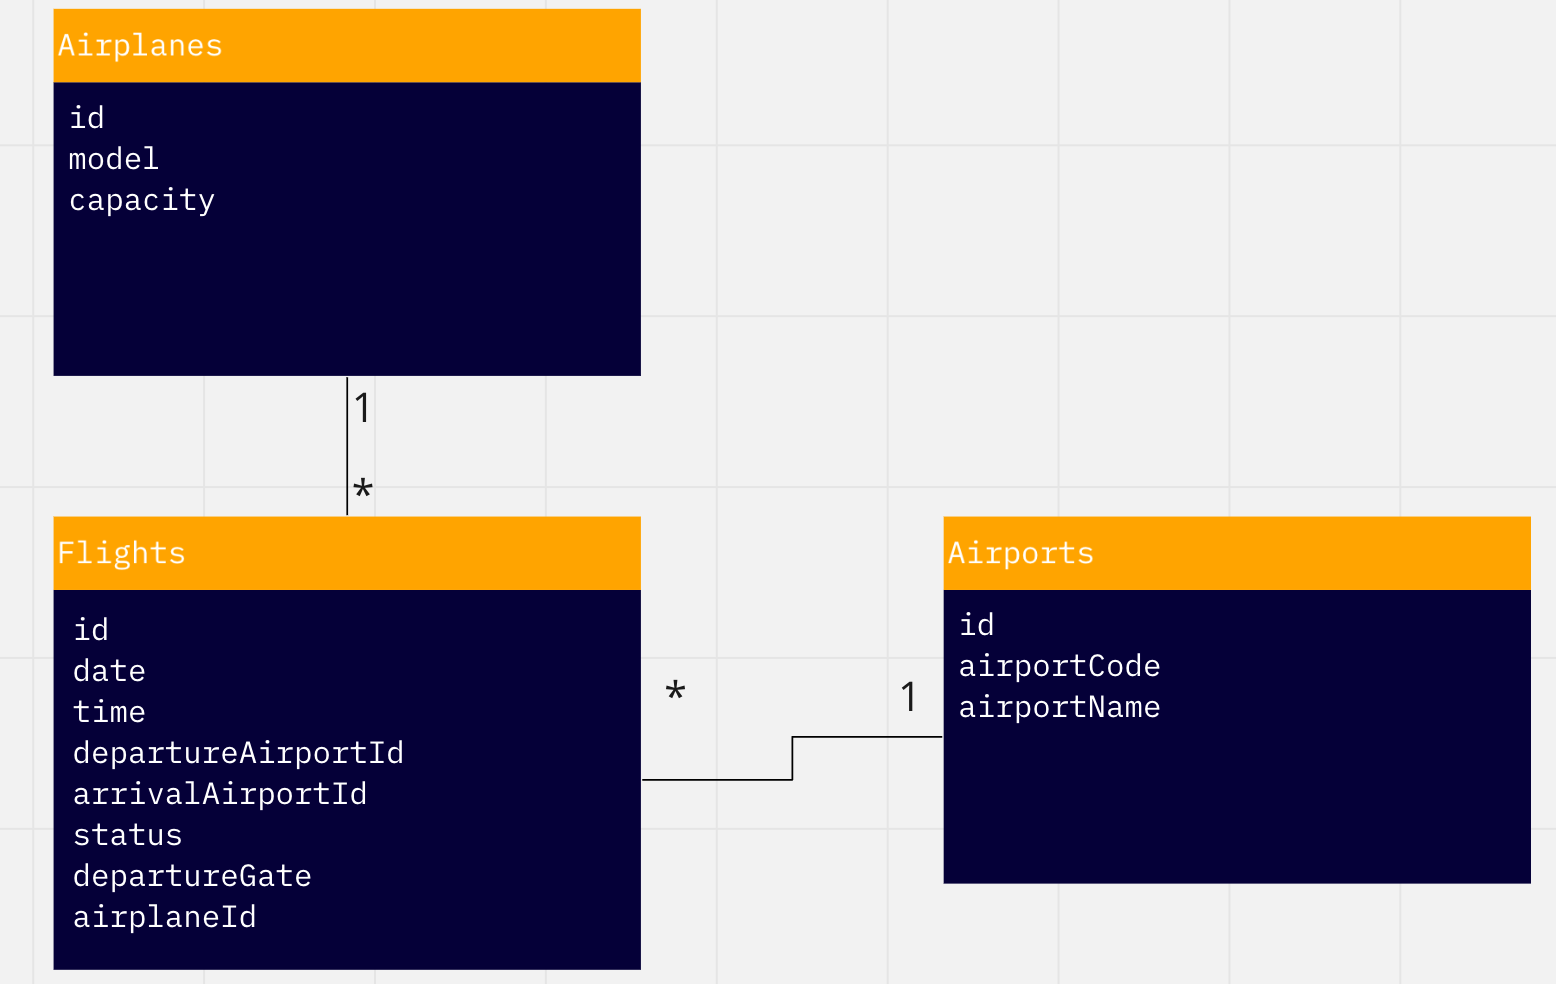 Airplanes
id
model
capacity
1
*
Flights
id
date
time
departureAirportId
arrivalAirportId
status
departureGate
airplaneId
*
1
Airports
id
airportCode
airportName